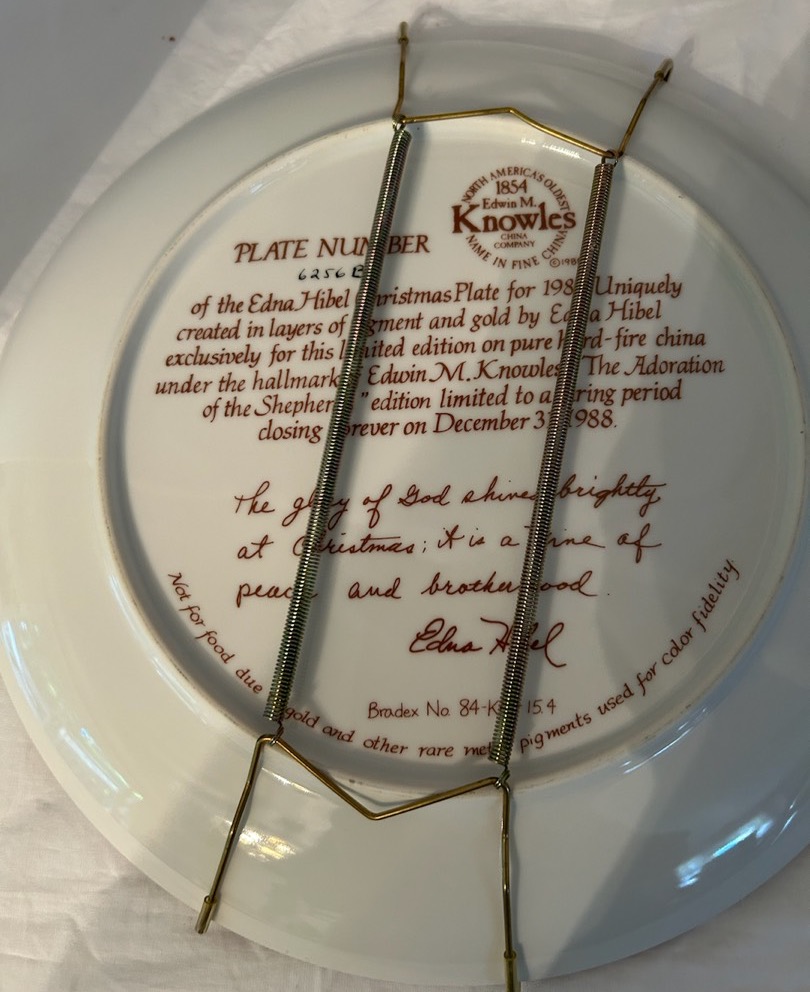 NORTH AMERICA'S OLDEST
1854
Edwin M.
Knowles
CHINA
COMPANY
NAME IN FINE CHINA
PLATE NUMBER
of the Edna Hibel Christmas Plate for Uniquely
created in layers of pigment and gold by Edna Hibel
exclusively for this limited edition on pure hard-fire china
under the hallmark Edwin M. Knowles. The Adoration
of the Shepherds" edition limited to a firing period
closing forever on December 31, 1988.
The glory of God shines brightly
at Christmas; it is a time of
peace and brotherhood.
Edna Hibel
Bradex No.
Not for food due to gold and other rare metal pigments used for color fidelity